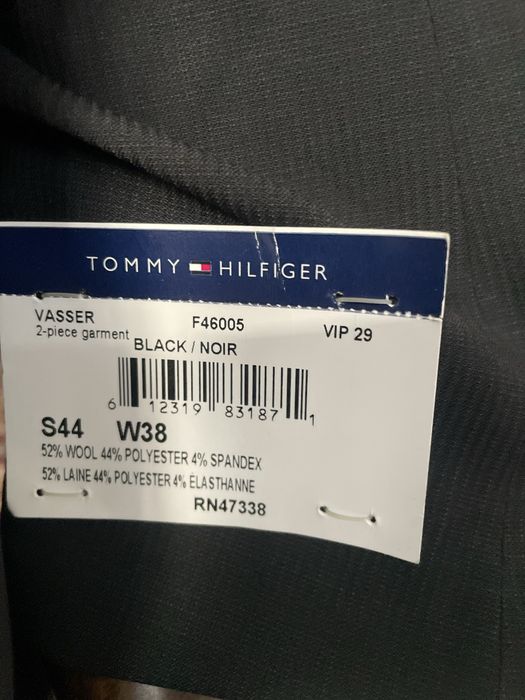 TOMMY HILFIGER
VASSER F46005 VIP 29
2-piece garment
BLACK / NOIR
6 12319 83187 1
S44 W38
52% WOOL 44% POLYESTER 4% SPANDEX
52% LAINE 44% POLYESTER 4% ELASTHANNE
RN47338